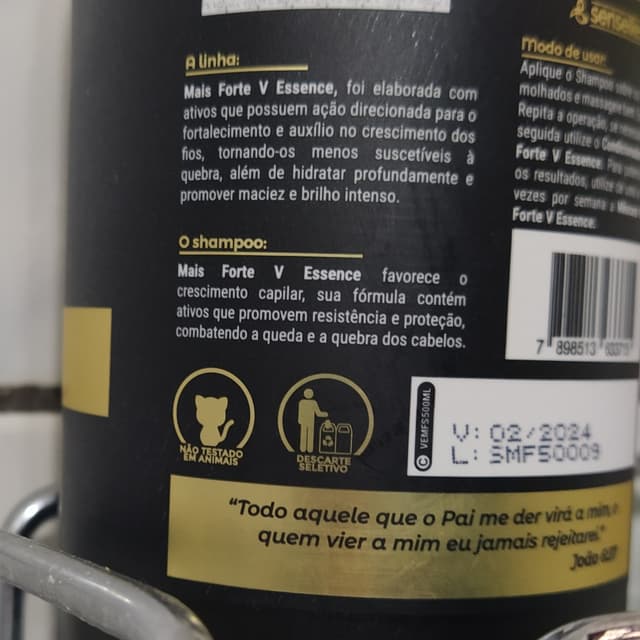 A linha:
Mais Forte V Essence, foi elaborada com
ativos que possuem ação direcionada para o
fortalecimento e auxílio no crescimento dos
fios, tornando-os menos suscetíveis à
quebra, além de hidratar profundamente e
promover maciez e brilho intenso.
O shampoo:
Mais Forte V Essence favorece o
crescimento capilar, sua fórmula contém
ativos que promovem resistência e proteção,
combatendo a queda e a quebra dos cabelos.
NÃO TESTADO
EM ANIMAIS
DESCARTE
SELETIVO
Modo de usar:
Aplique o Shampoo
molhados e massageie
Repita a operação,
seguida utilize o
Forte V Essence.
os resultados, utilize
vezes por semana a
Forte V Essence.
7 898513
VEMFS500ML
V: 02/2024
L: SMF50009
"Todo aquele que o Pai me der virá a mim, e
quem vier a mim eu jamais rejeitarei."
João 6:37